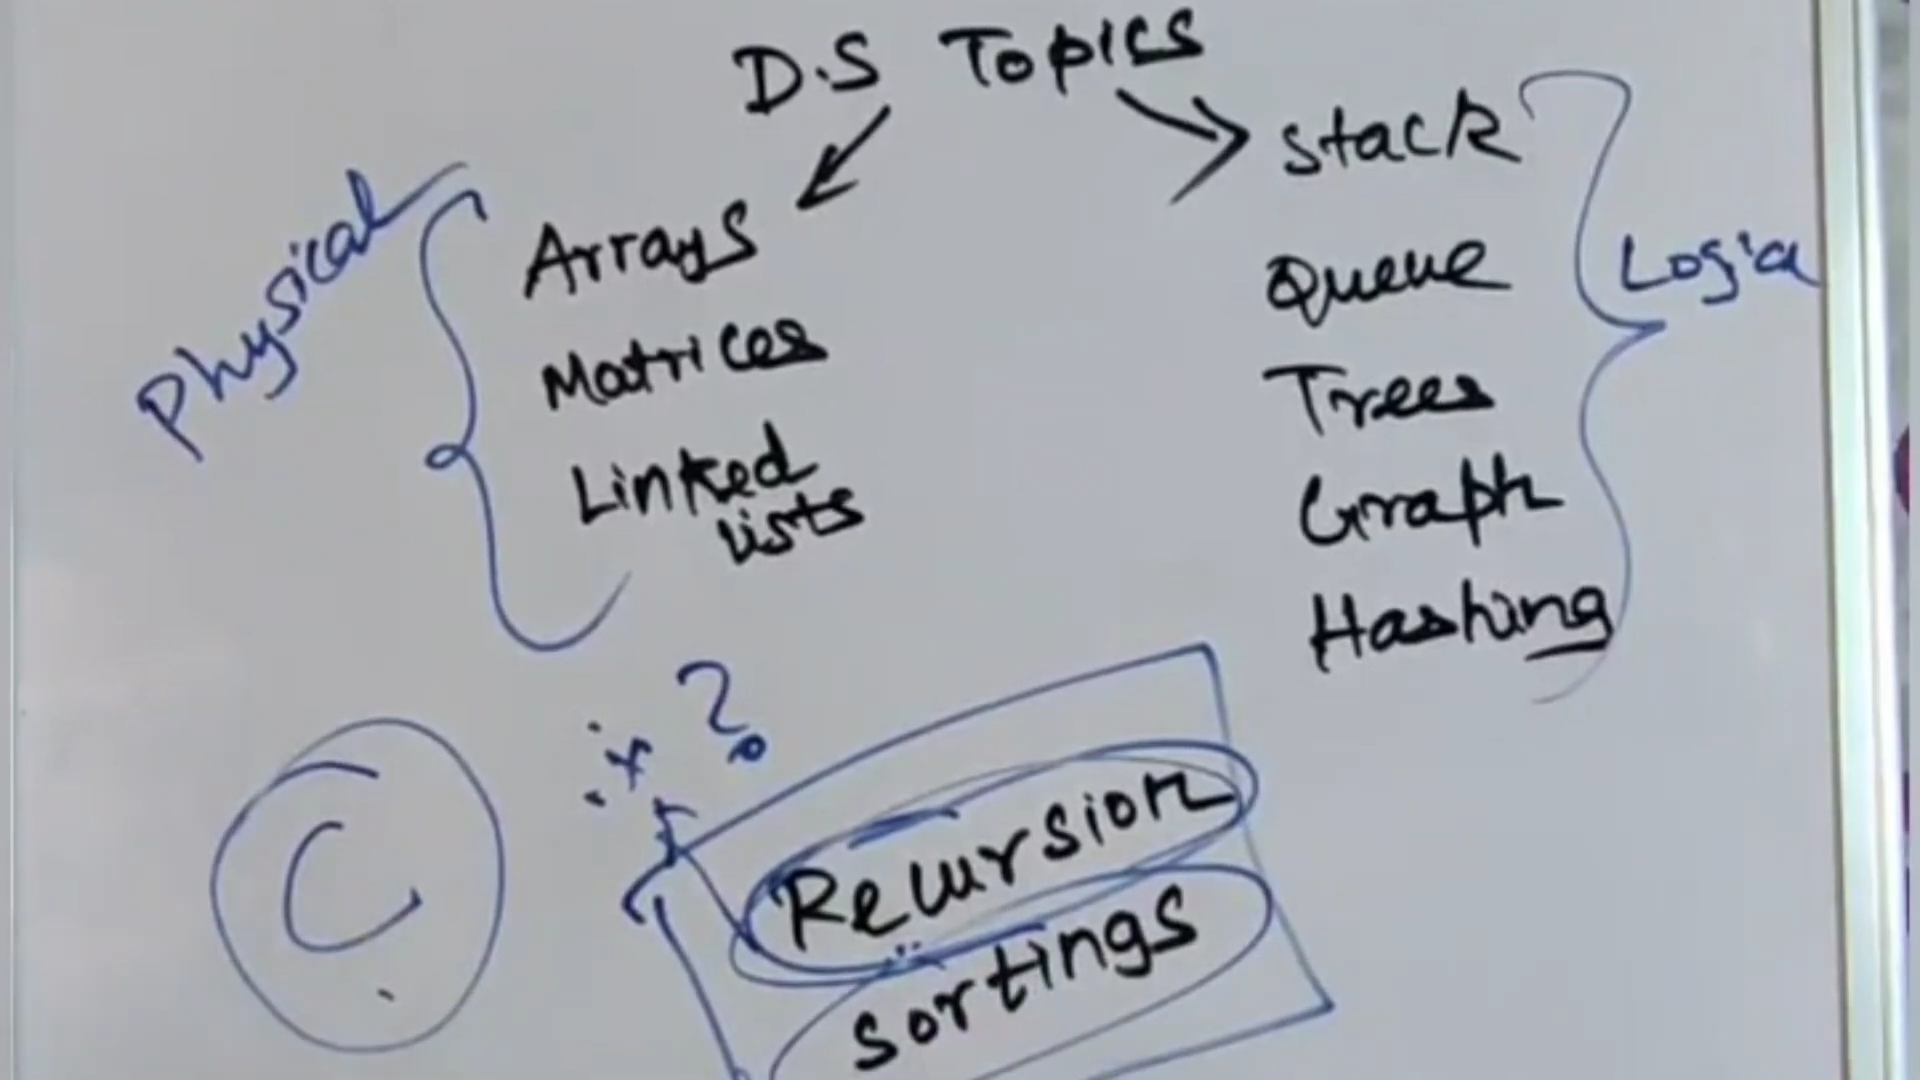 D.S Topics
Physical
Arrays
Matrices
Linked
lists
stack
Queue
Trees
Graph
Hashing
Logica
?
C
Recursion
sortings